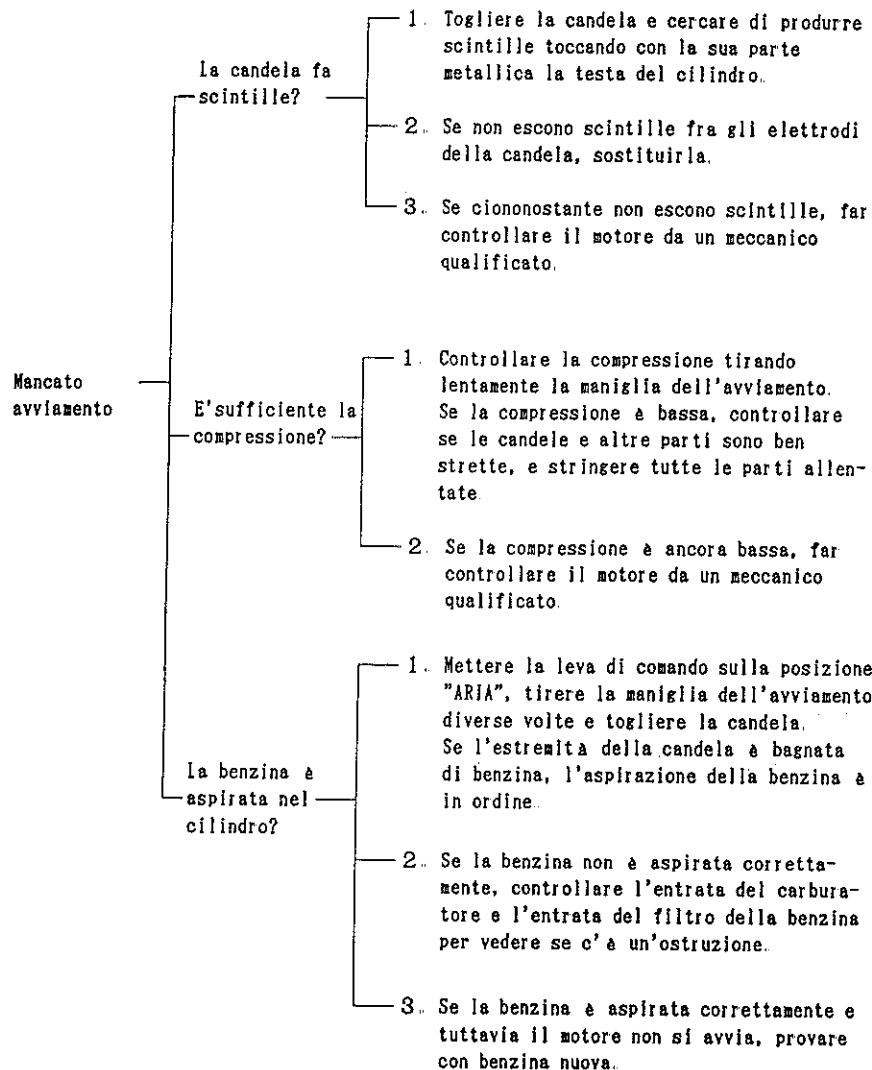 Mancato
avviamento
La candela fa
scintille?
1. Togliere la candela e cercare di produrre
scintille toccando con la sua parte
metallica la testa del cilindro.
2. Se non escono scintille fra gli elettrodi
della candela, sostituirla.
3. Se ciononostante non escono scintille, far
controllare il motore da un meccanico
qualificato.
E'sufficiente la
compressione?
1. Controllare la compressione tirando
lentamente la maniglia dell'avviamento.
Se la compressione è bassa, controllare
se le candele e altre parti sono ben
strette, e stringere tutte le parti allen-
tate.
2. Se la compressione è ancora bassa, far
controllare il motore da un meccanico
qualificato.
La benzina è
aspirata nel
cilindro?
1. Mettere la leva di comando sulla posizione
"ARIA", tirere la maniglia dell'avviamento
diverse volte e togliere la candela.
Se l'estremità della candela è bagnata
di benzina, l'aspirazione della benzina è
in ordine.
2. Se la benzina non è aspirata corretta-
mente, controllare l'entrata del carbura-
tore e l'entrata del filtro della benzina
per vedere se c'è un'ostruzione.
3. Se la benzina è aspirata correttamente e
tuttavia il motore non si avvia, provare
con benzina nuova.